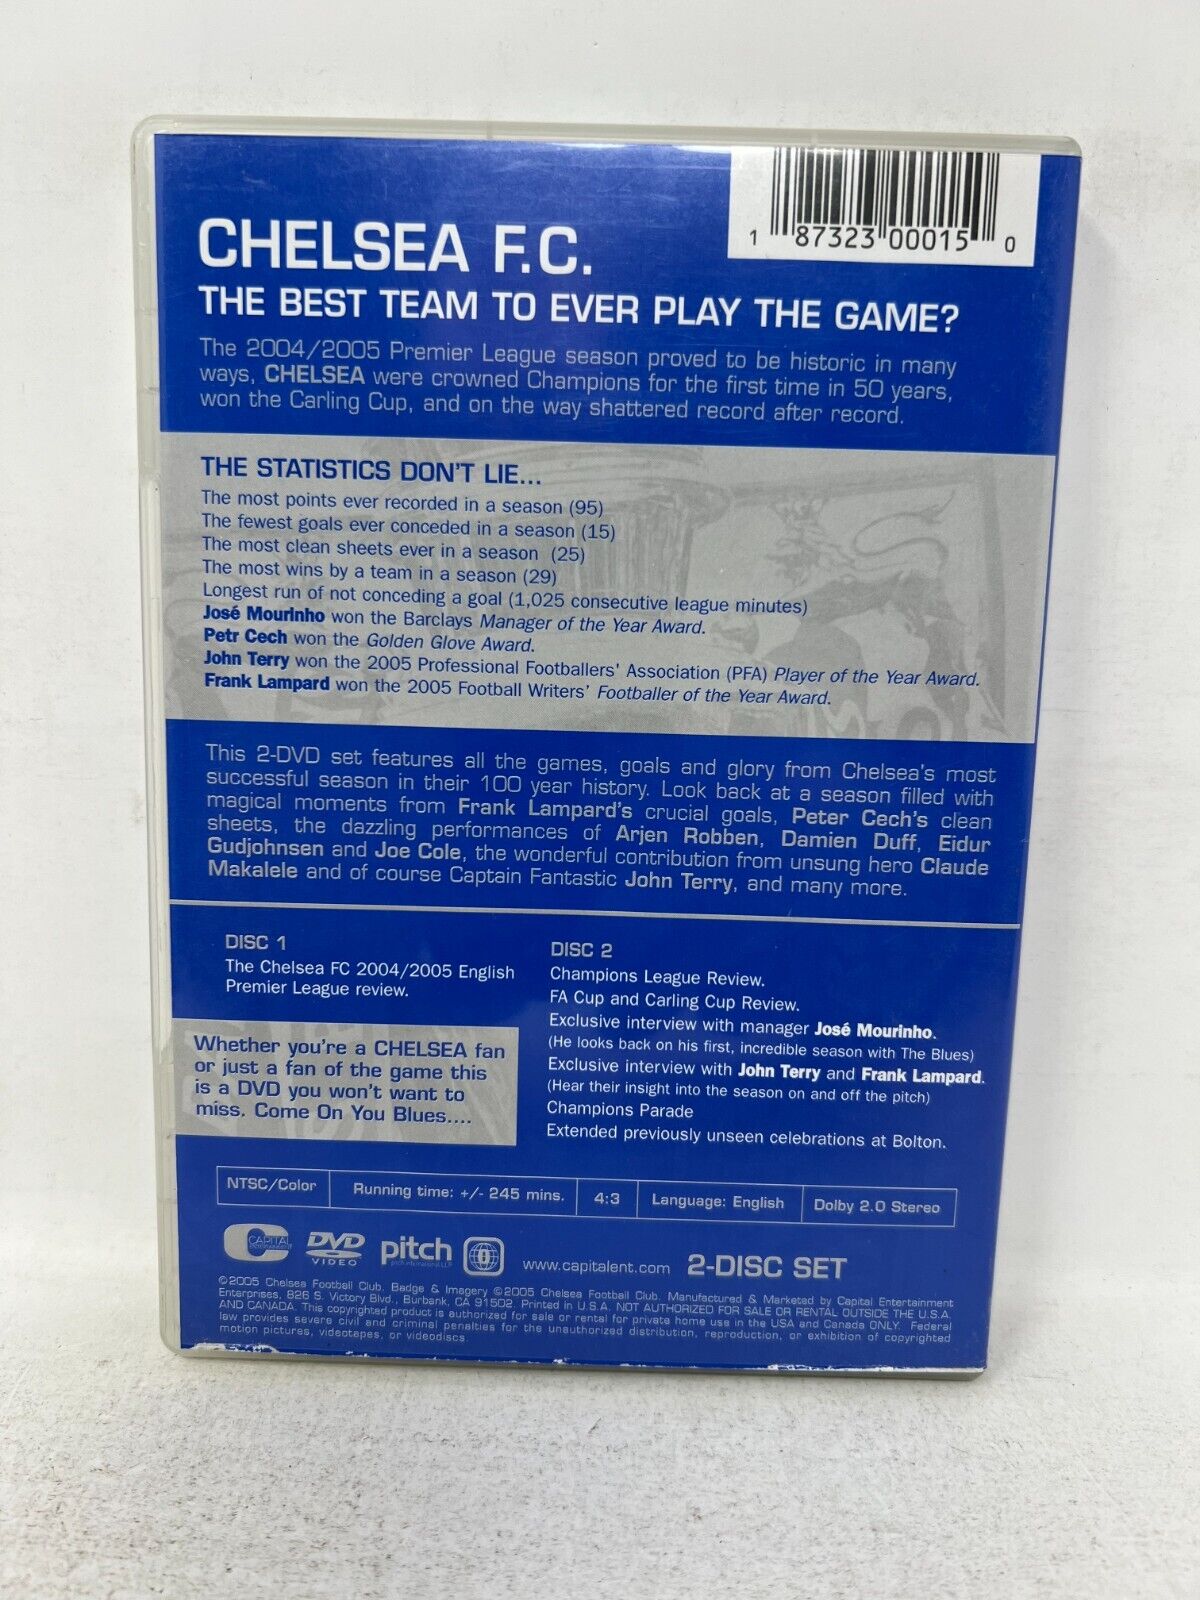 1 87323 00015 0
CHELSEA F.C.
THE BEST TEAM TO EVER PLAY THE GAME?
The 2004/2005 Premier League season proved to be historic in many
ways, CHELSEA were crowned Champions for the first time in 50 years,
won the Carling Cup, and on the way shattered record after record.
THE STATISTICS DON'T LIE...
The most points ever recorded in a season (95)
The fewest goals ever conceded in a season (15)
The most clean sheets ever in a season (25)
The most wins by a team in a season (29)
Longest run of not conceding a goal (1,025 consecutive league minutes)
José Mourinho won the Barclays Manager of the Year Award.
Petr Cech won the Golden Glove Award.
John Terry won the 2005 Professional Footballers' Association (PFA) Player of the Year Award.
Frank Lampard won the 2005 Football Writers' Footballer of the Year Award.
This 2-DVD set features all the games, goals and glory from Chelsea's most
successful season in their 100 year history. Look back at a season filled with
magical moments from Frank Lampard's crucial goals, Peter Cech's clean
sheets, the dazzling performances of Arjen Robben, Damien Duff, Eidur
Gudjohnsen and Joe Cole, the wonderful contribution from unsung hero Claude
Makalele and of course Captain Fantastic John Terry, and many more.
DISC 1
The Chelsea FC 2004/2005 English
Premier League review.
Whether you're a CHELSEA fan
or just a fan of the game this
is a DVD you won't want to
miss. Come On You Blues....
DISC 2
Champions League Review.
FA Cup and Carling Cup Review.
Exclusive interview with manager José Mourinho.
(He looks back on his first, incredible season with The Blues)
Exclusive interview with John Terry and Frank Lampard.
(Hear their insight into the season on and off the pitch)
Champions Parade
Extended previously unseen celebrations at Bolton.
NTSC/Color Running time: +/- 245 mins. 4:3 Language: English Dolby 2.0 Stereo
CAPITAL ENTERTAINMENT DVD VIDEO pitch pitch international LLP 0 www.capitalent.com 2-DISC SET
©2005 Chelsea Football Club. Badge & Imagery ©2005 Chelsea Football Club. Manufactured & Marketed by Capital Entertainment
Enterprises, 826 S. Victory Blvd., Burbank, CA 91502. Printed in U.S.A. NOT AUTHORIZED FOR SALE OR RENTAL OUTSIDE THE U.S.A.
AND CANADA. This copyrighted product is authorized for sale or rental for private home use in the USA and Canada ONLY. Federal
law provides severe civil and criminal penalties for the unauthorized distribution, reproduction, or exhibition of copyrighted
motion pictures, videotapes, or videodiscs.